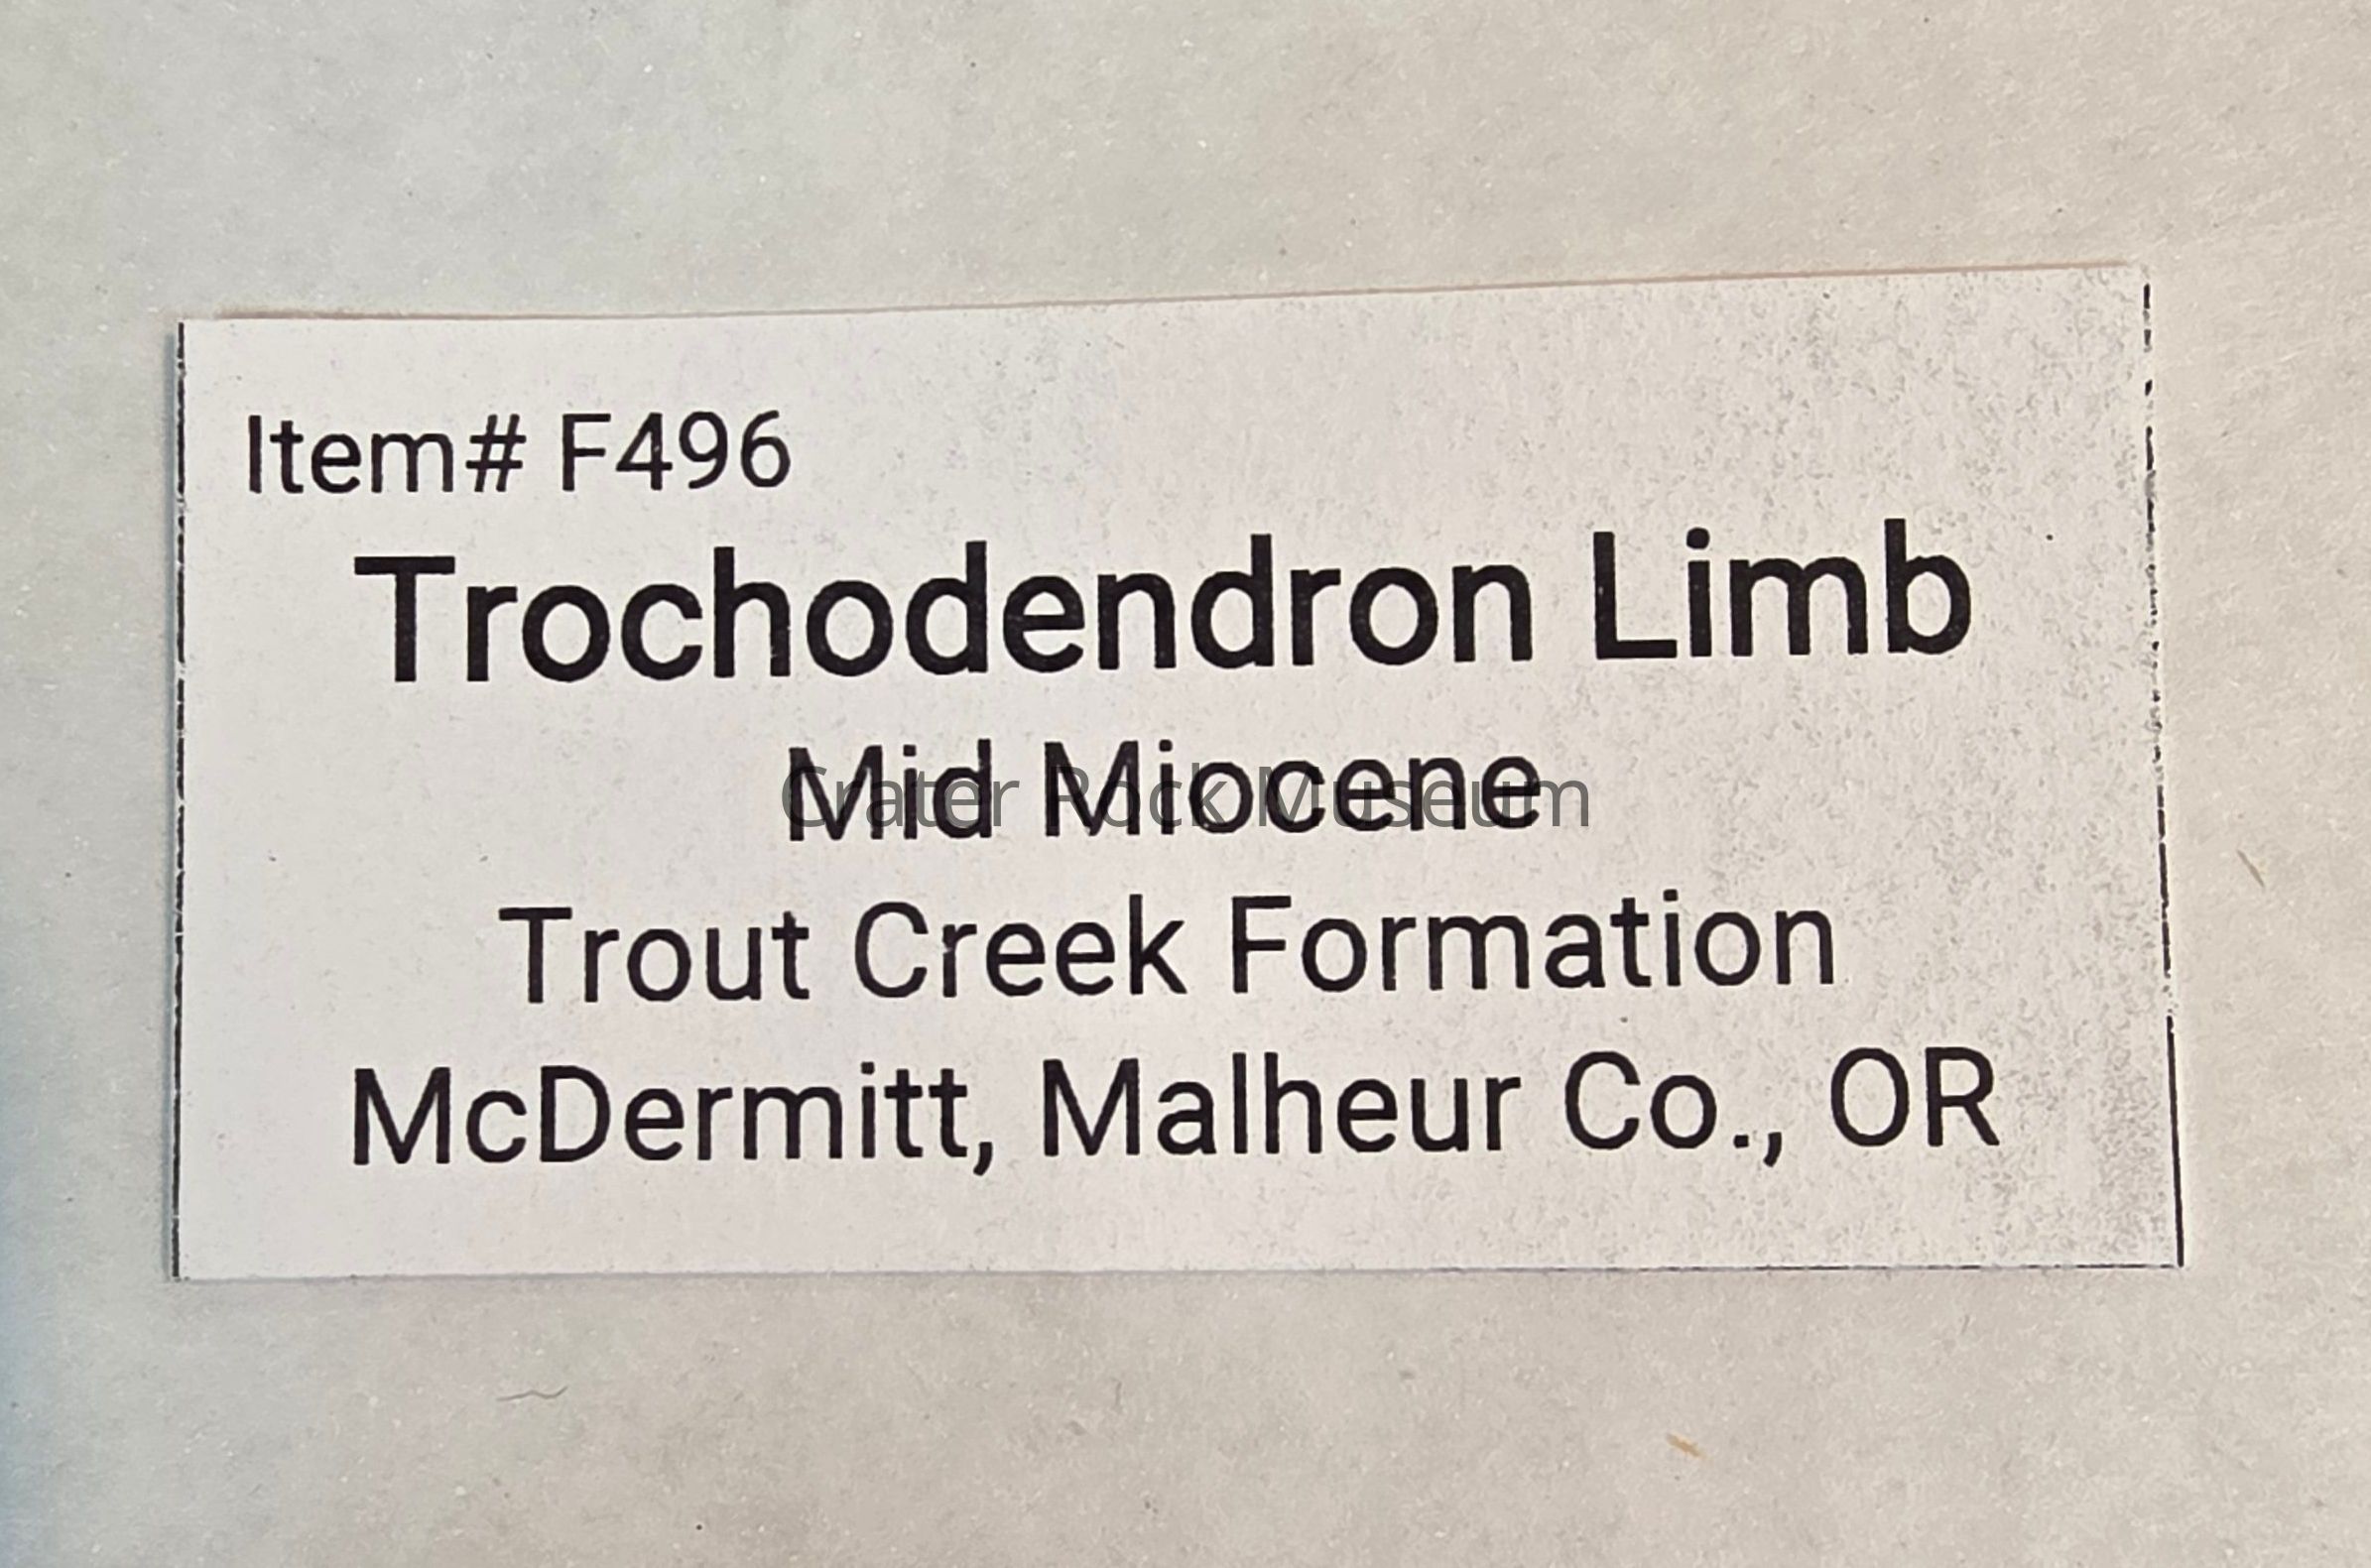 Item# F496
Trochodendron Limb
Mid Miocene
Crater Rock Museum
Trout Creek Formation
McDermitt, Malheur Co., OR